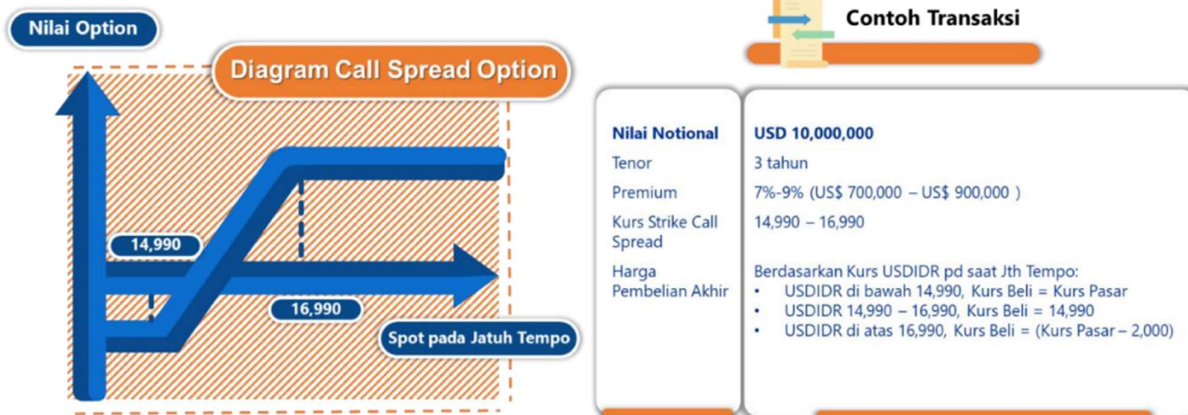 Nilai Option
Diagram Call Spread Option
14,990
16,990
Spot pada Jatuh Tempo
Contoh Transaksi
Nilai Notional USD 10,000,000
Tenor 3 tahun
Premium 7%-9% (US$ 700,000 – US$ 900,000 )
Kurs Strike Call 14,990 – 16,990
Spread
Harga Berdasarkan Kurs USDIDR pd saat Jth Tempo:
Pembelian Akhir • USDIDR di bawah 14,990, Kurs Beli = Kurs Pasar
• USDIDR 14,990 – 16,990, Kurs Beli = 14,990
• USDIDR di atas 16,990, Kurs Beli = (Kurs Pasar – 2,000)